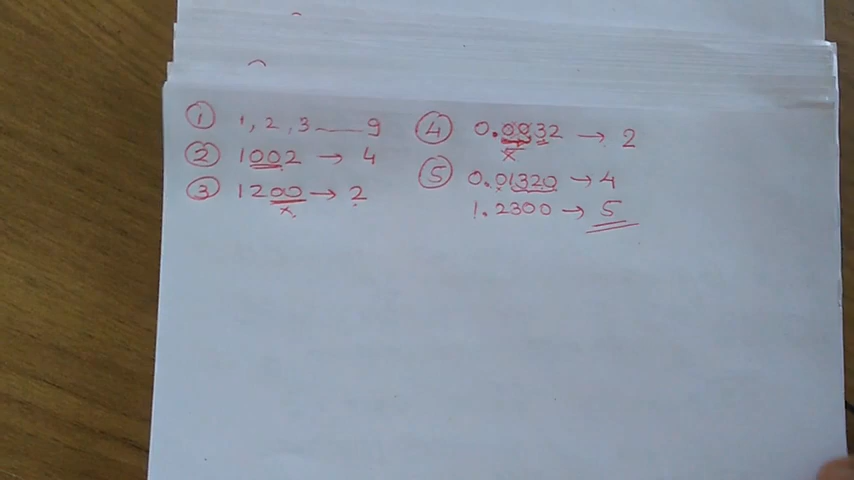 ① 1, 2, 3 ___ 9
② 1002 → 4
③ 1200 → 2
x
④ 0.0032 → 2
x
⑤ 0.01320 → 4
1.2300 → 5